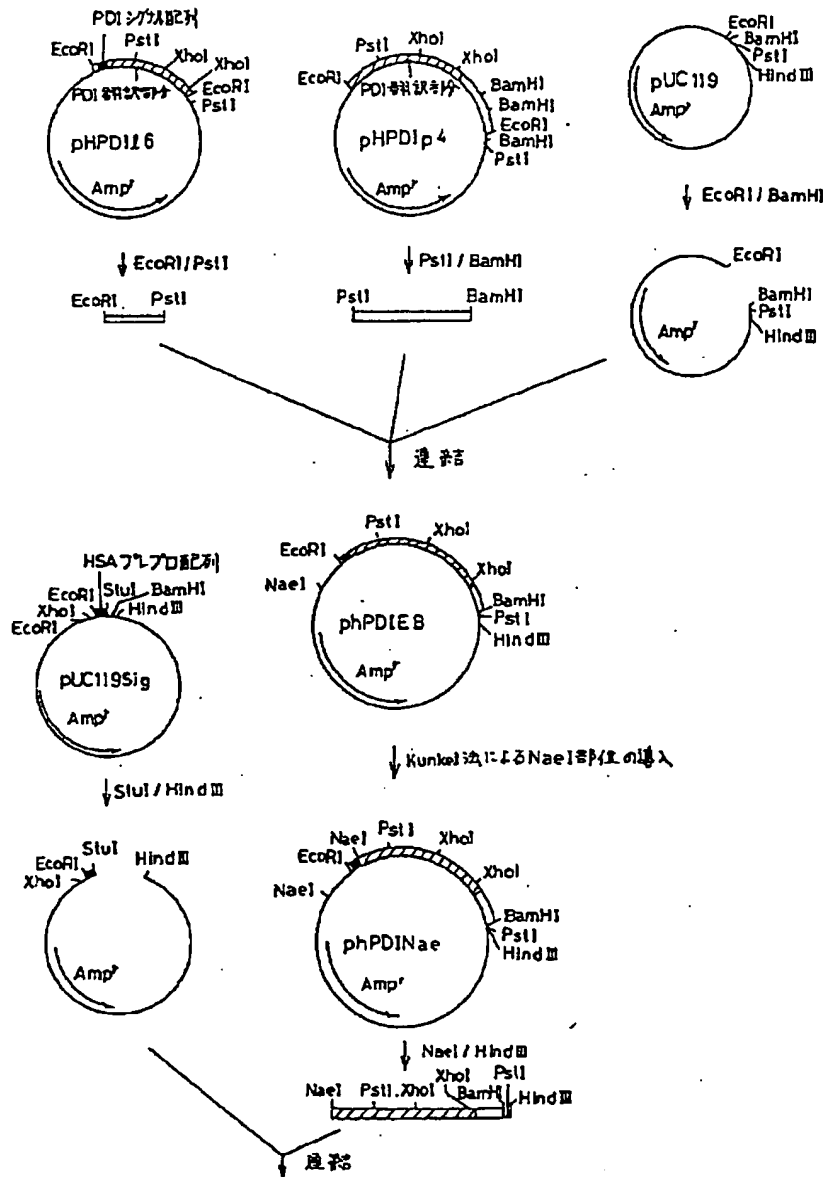 PDIシグナル配列
EcoRI
PstI
XhoI
XhoI
EcoRI
PstI
PDI翻訳部分
pHPDIl6
Ampʳ
EcoRI/PstI
EcoRI PstI
PstI
XhoI
XhoI
EcoRI
PDI翻訳部分
BamHI
BamHI
EcoRI
BamHI
PstI
pHPDIp4
Ampʳ
PstI/BamHI
PstI BamHI
EcoRI
BamHI
PstI
HindⅢ
pUC119
Ampʳ
EcoRI/BamHI
EcoRI
BamHI
PstI
HindⅢ
Ampʳ
連結
HSAプレプロ配列
EcoRI
StuI
BamHI
XhoI
HindⅢ
EcoRI
pUC119Sig
Ampʳ
StuI/HindⅢ
StuI
HindⅢ
EcoRI
XhoI
Ampʳ
PstI
XhoI
EcoRI
XhoI
NaeI
BamHI
PstI
HindⅢ
phPDIEB
Ampʳ
Kunkel法によるNaeI部位の導入
NaeI
PstI
XhoI
EcoRI
XhoI
NaeI
BamHI
PstI
HindⅢ
phPDINae
Ampʳ
NaeI/HindⅢ
NaeI PstI XhoI XhoI BamHI PstI HindⅢ
連結